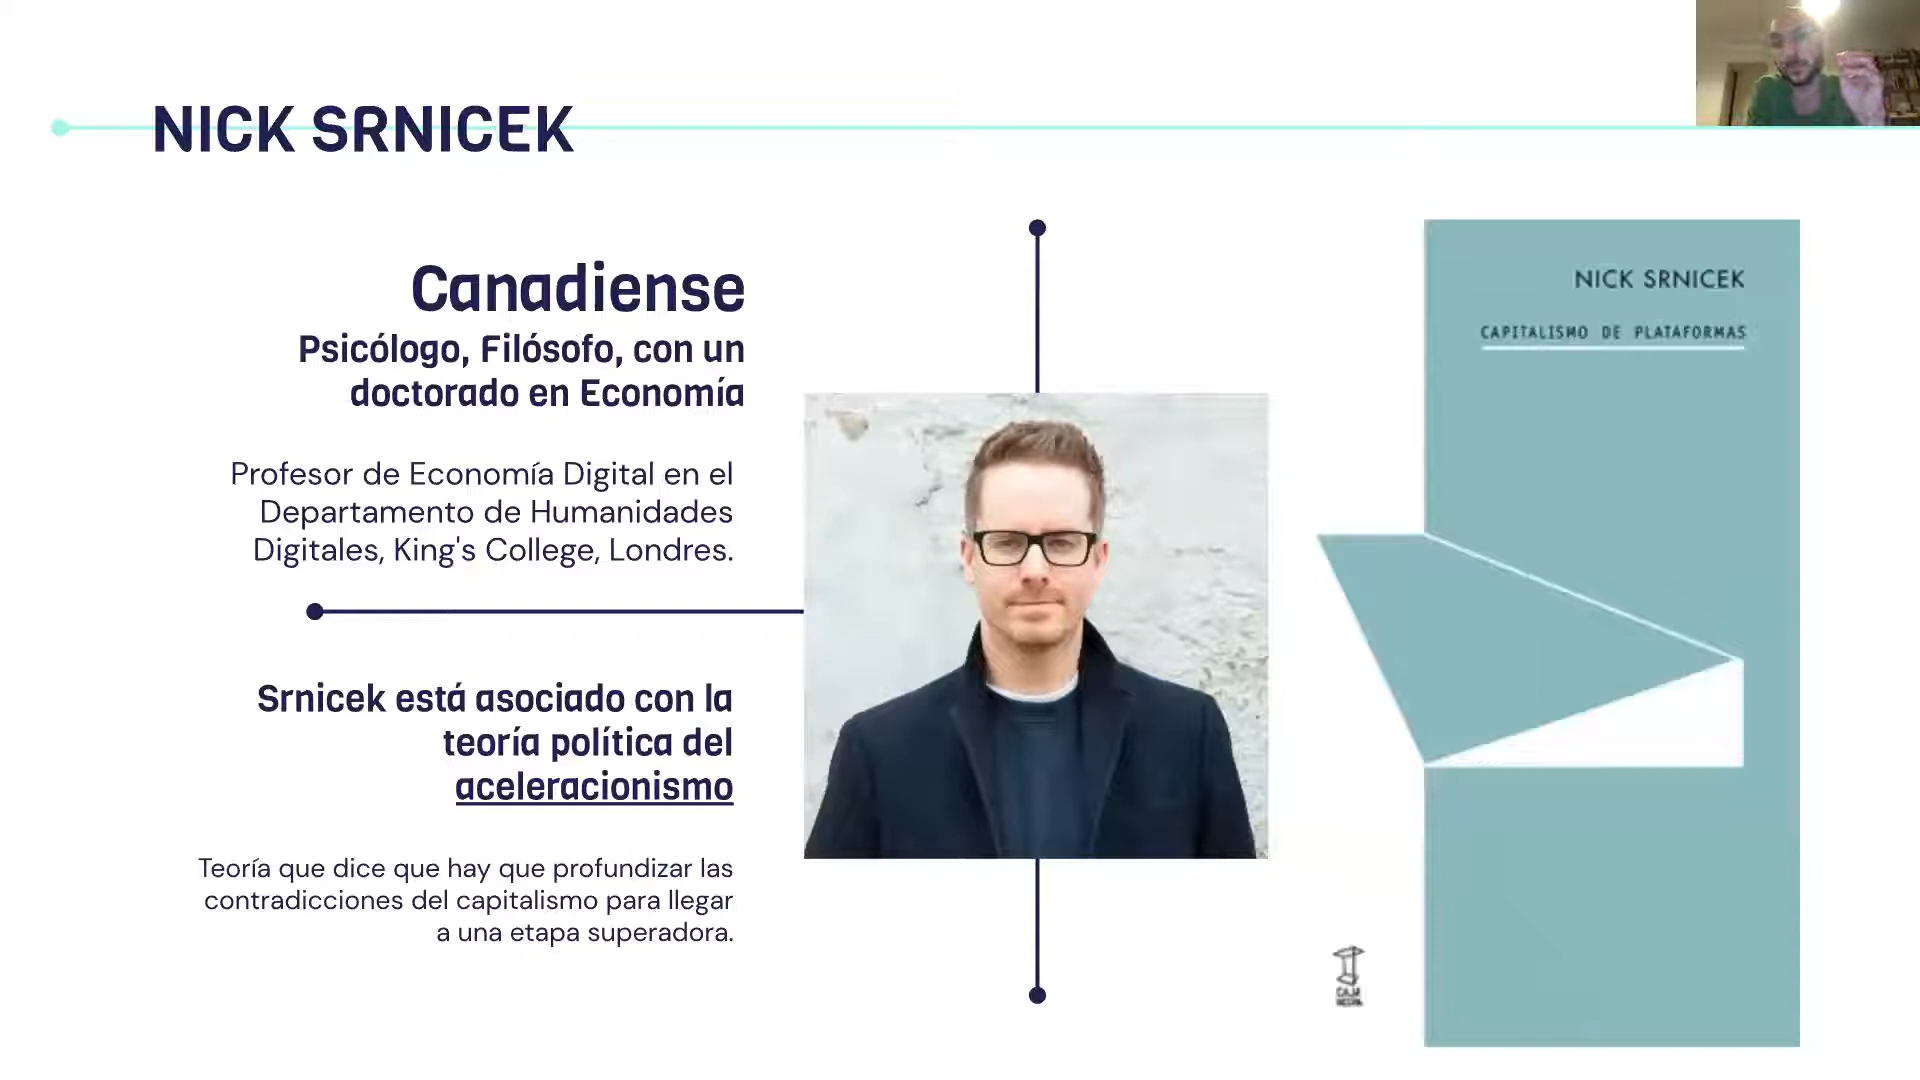 NICK SRNICEK
Canadiense
Psicólogo, Filósofo, con un
doctorado en Economía
Profesor de Economía Digital en el
Departamento de Humanidades
Digitales, King's College, Londres.
Srnicek está asociado con la
teoría política del
aceleracionismo
Teoría que dice que hay que profundizar las
contradicciones del capitalismo para llegar
a una etapa superadora.
NICK SRNICEK
CAPITALISMO DE PLATAFORMAS
CAJA
NEGRA